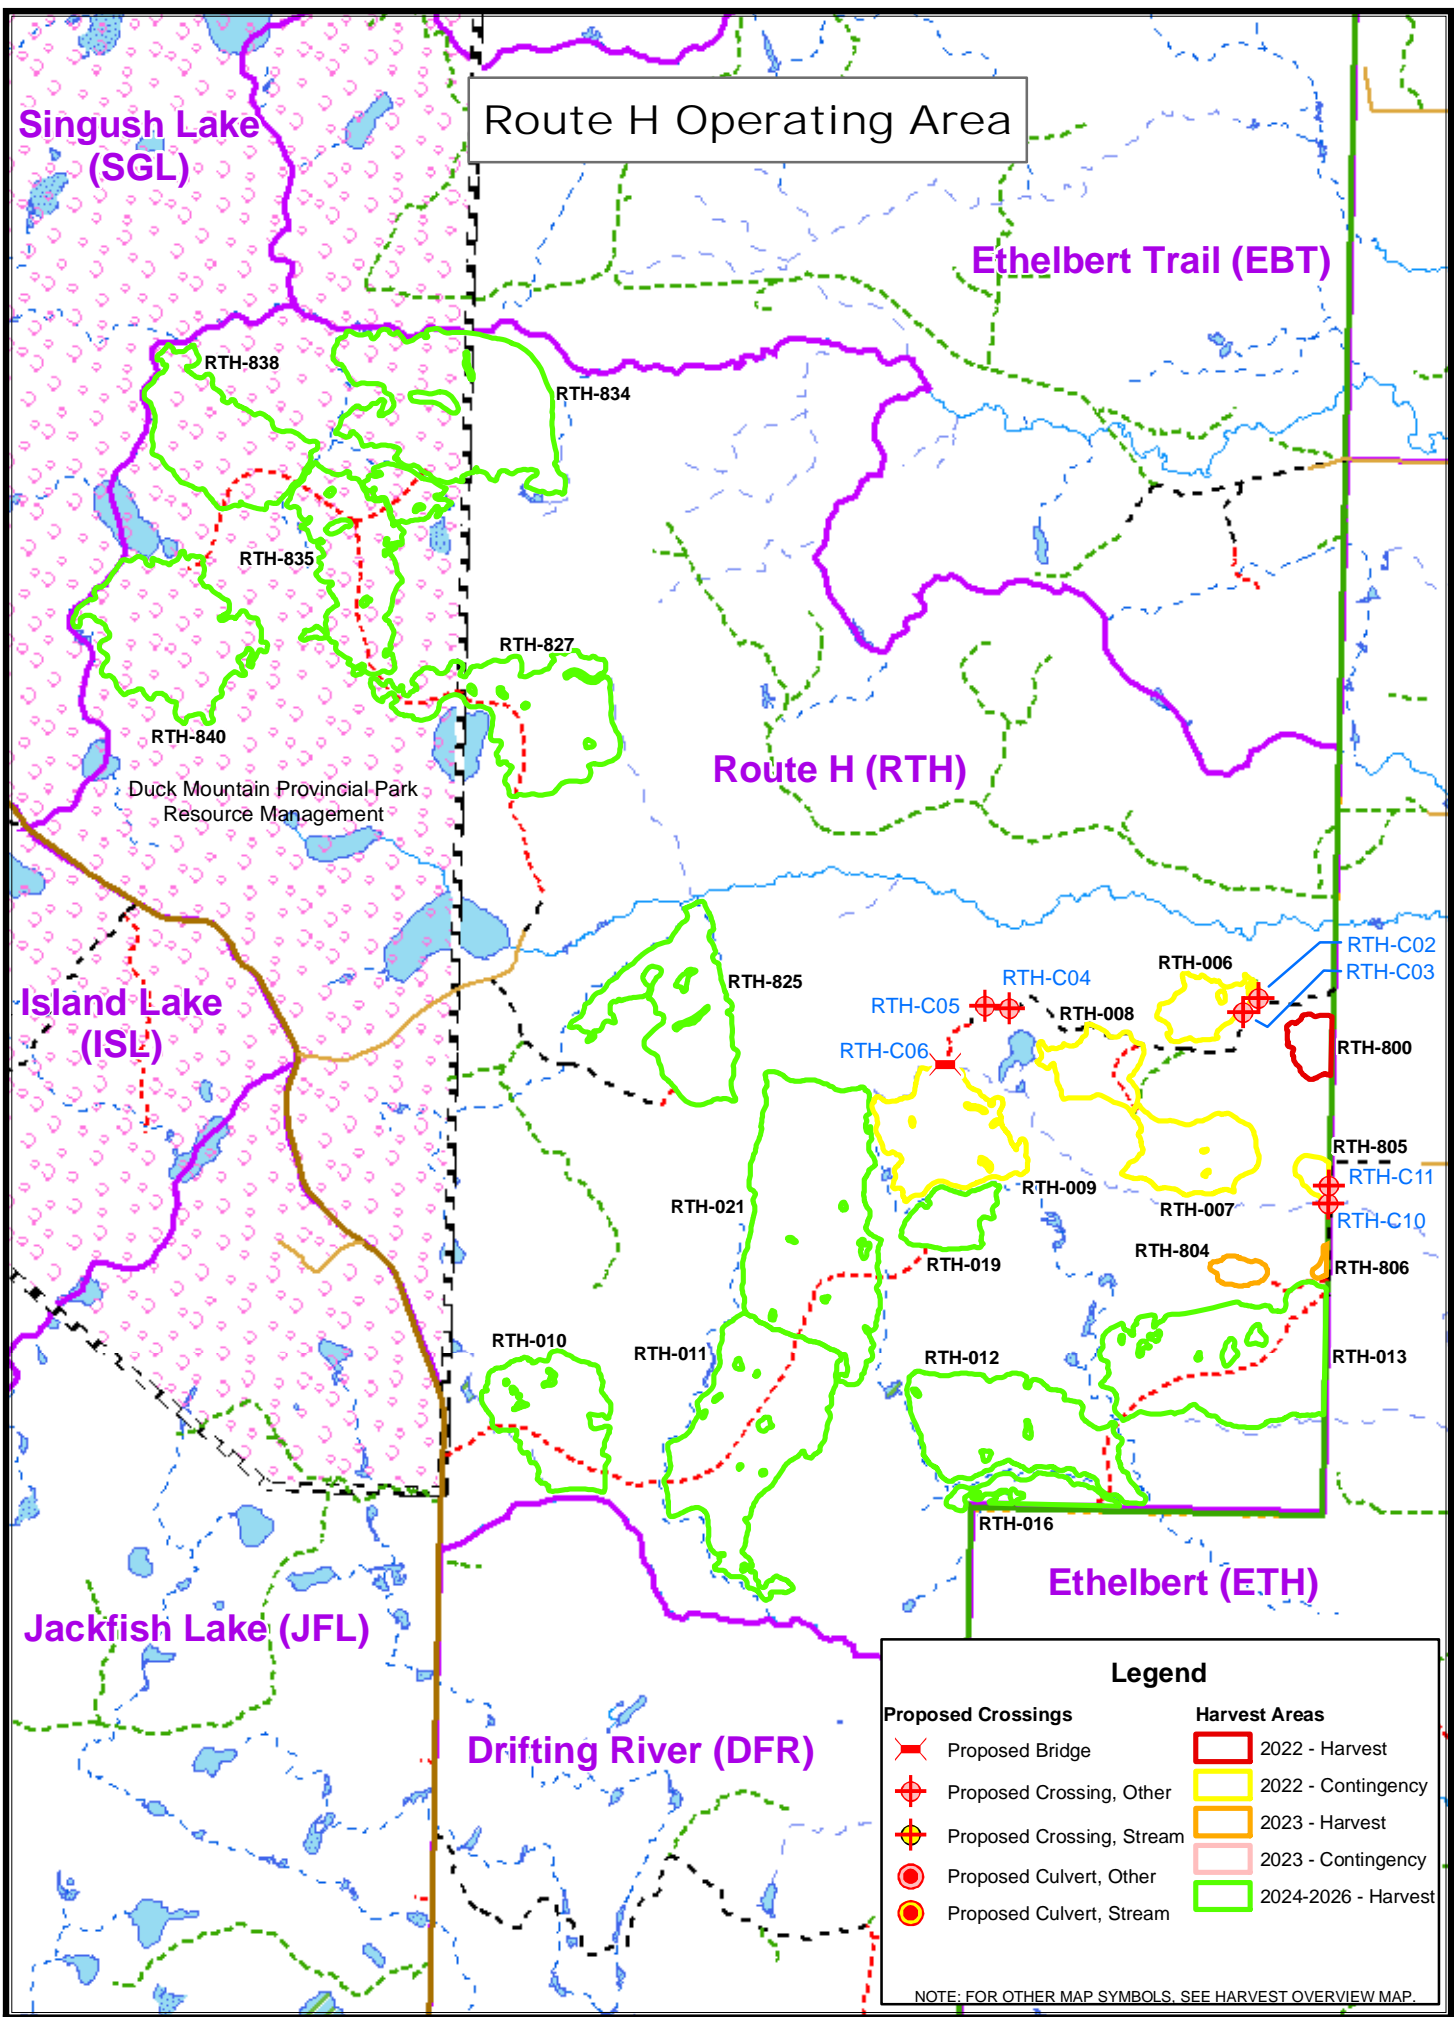 Route H Operating Area
Singush Lake
(SGL)
Ethelbert Trail (EBT)
RTH-838
RTH-834
RTH-835
RTH-827
RTH-840
Route H (RTH)
Duck Mountain Provincial Park
Resource Management
RTH-C02
RTH-006
RTH-C03
RTH-825
RTH-C04
Island Lake
(ISL)
RTH-C05
RTH-008
RTH-C06
RTH-800
RTH-805
RTH-C11
RTH-009
RTH-021
RTH-007
RTH-C10
RTH-804
RTH-019
RTH-806
RTH-010
RTH-011
RTH-012
RTH-013
RTH-016
Ethelbert (ETH)
Jackfish Lake (JFL)
Drifting River (DFR)
Legend
Proposed Crossings
Proposed Bridge
Proposed Crossing, Other
Proposed Crossing, Stream
Proposed Culvert, Other
Proposed Culvert, Stream
Harvest Areas
2022 - Harvest
2022 - Contingency
2023 - Harvest
2023 - Contingency
2024-2026 - Harvest
NOTE: FOR OTHER MAP SYMBOLS, SEE HARVEST OVERVIEW MAP.